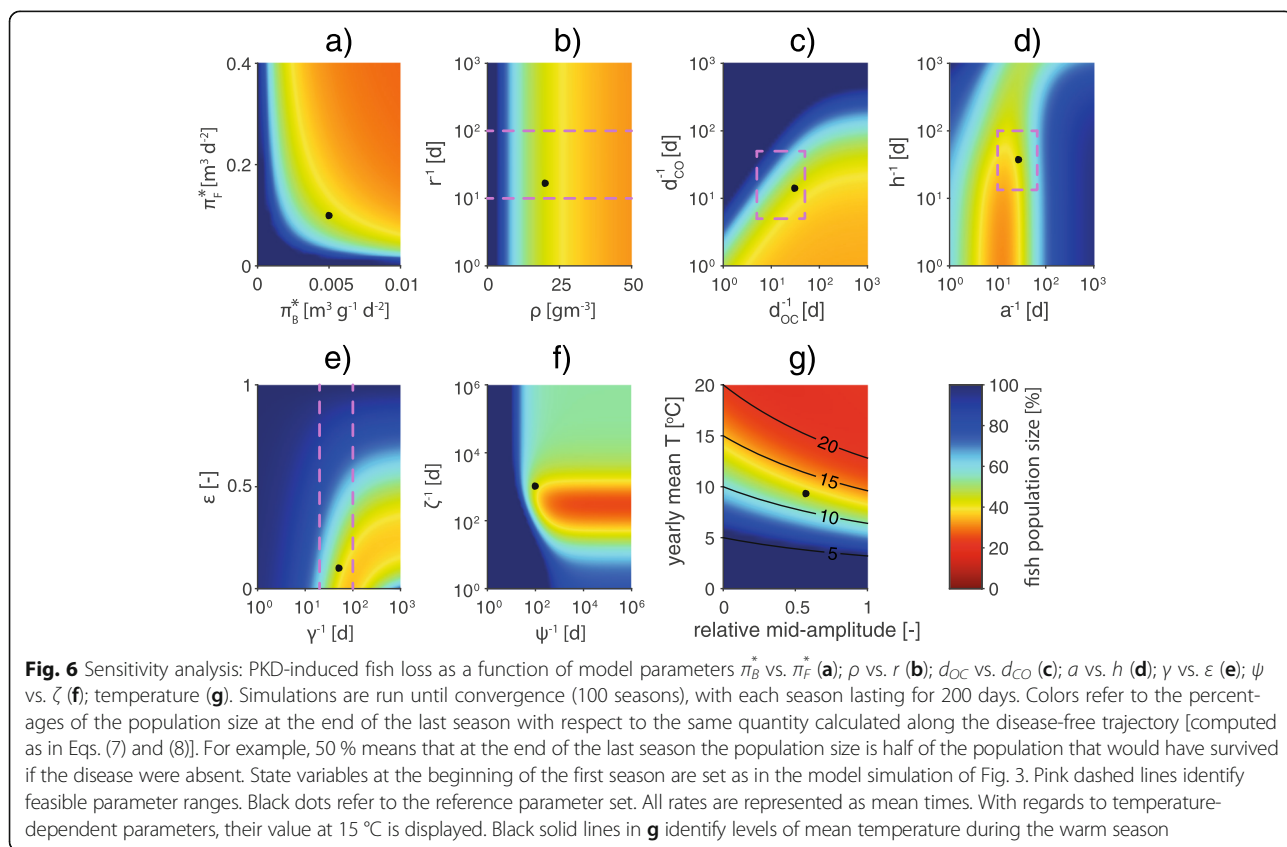 a)
b)
c)
d)
0.4
0.2
0
π*F [m³ d⁻²]
0
0.005
0.01
π*B [m³ g⁻¹ d⁻²]
10³
10²
10¹
10⁰
r⁻¹ [d]
0
25
50
ρ [gm⁻³]
10³
10²
10¹
10⁰
d⁻¹CO [d]
10⁰
10¹
10²
10³
d⁻¹OC [d]
10³
10²
10¹
10⁰
h⁻¹ [d]
10⁰
10¹
10²
10³
a⁻¹ [d]
e)
f)
g)
1
0.5
0
ε [-]
10⁰
10¹
10²
10³
γ⁻¹ [d]
10⁶
10⁴
10²
10⁰
ζ⁻¹ [d]
10⁰
10²
10⁴
10⁶
ψ⁻¹ [d]
20
15
10
5
0
yearly mean T [°C]
20
15
10
5
0
0.5
1
relative mid-amplitude [-]
100
80
60
40
20
0
fish population size [%]
Fig. 6 Sensitivity analysis: PKD-induced fish loss as a function of model parameters π*B vs. π*F (a); ρ vs. r (b); dOC vs. dCO (c); a vs. h (d); γ vs. ε (e); ψ
vs. ζ (f); temperature (g). Simulations are run until convergence (100 seasons), with each season lasting for 200 days. Colors refer to the percent-
ages of the population size at the end of the last season with respect to the same quantity calculated along the disease-free trajectory [computed
as in Eqs. (7) and (8)]. For example, 50 % means that at the end of the last season the population size is half of the population that would have survived
if the disease were absent. State variables at the beginning of the first season are set as in the model simulation of Fig. 3. Pink dashed lines identify
feasible parameter ranges. Black dots refer to the reference parameter set. All rates are represented as mean times. With regards to temperature-
dependent parameters, their value at 15 °C is displayed. Black solid lines in g identify levels of mean temperature during the warm season